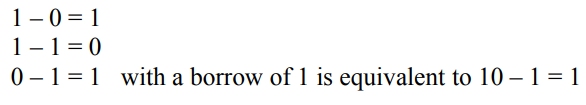 1 – 0 = 1
1 – 1 = 0
0 – 1 = 1 with a borrow of 1 is equivalent to 10 – 1 = 1